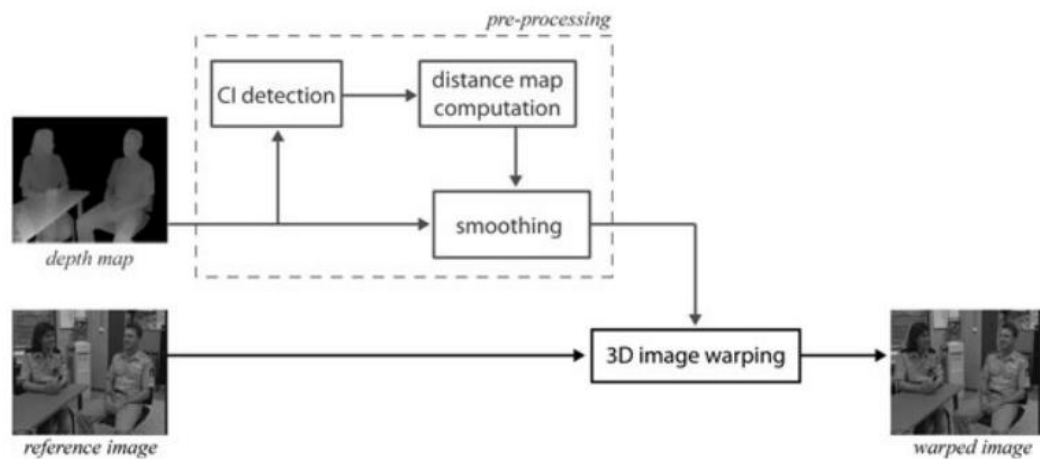 pre-processing
CI detection
distance map
computation
smoothing
depth map
3D image warping
reference image
warped image